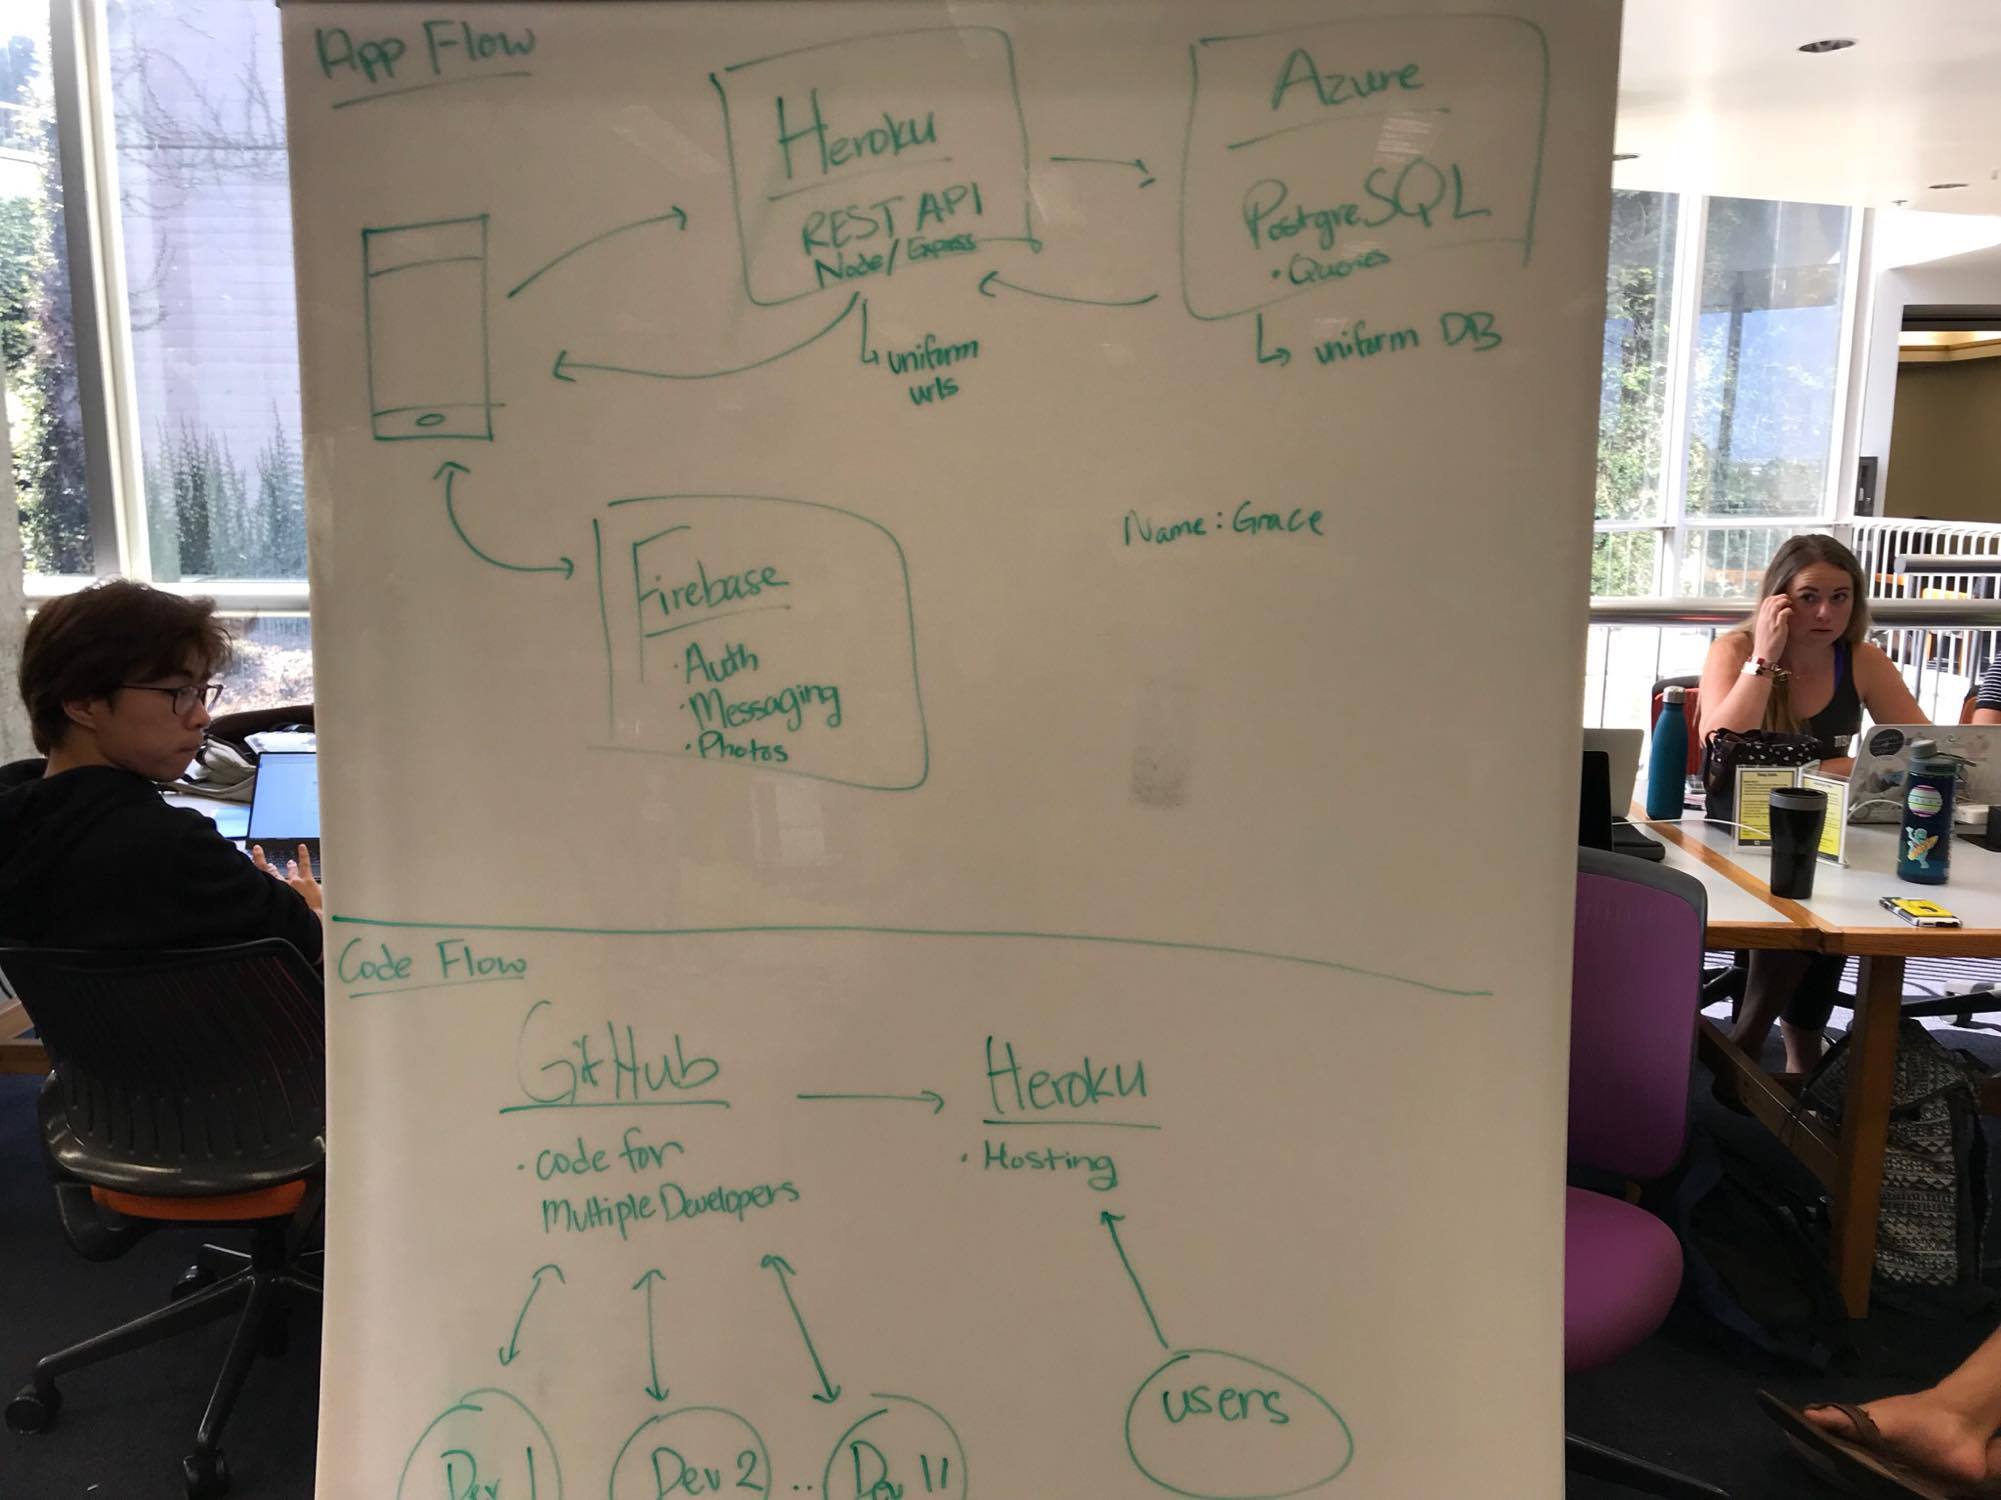 App Flow
Heroku
REST API
Node/Express
uniform
urls
Azure
PostgreSQL
• Queries
uniform DB
Firebase
• Auth
• Messaging
• Photos
Name: Grace
Code Flow
GitHub
• code for
Multiple Developers
Heroku
• Hosting
Dev 1
Dev 2
..
Dev 11
users